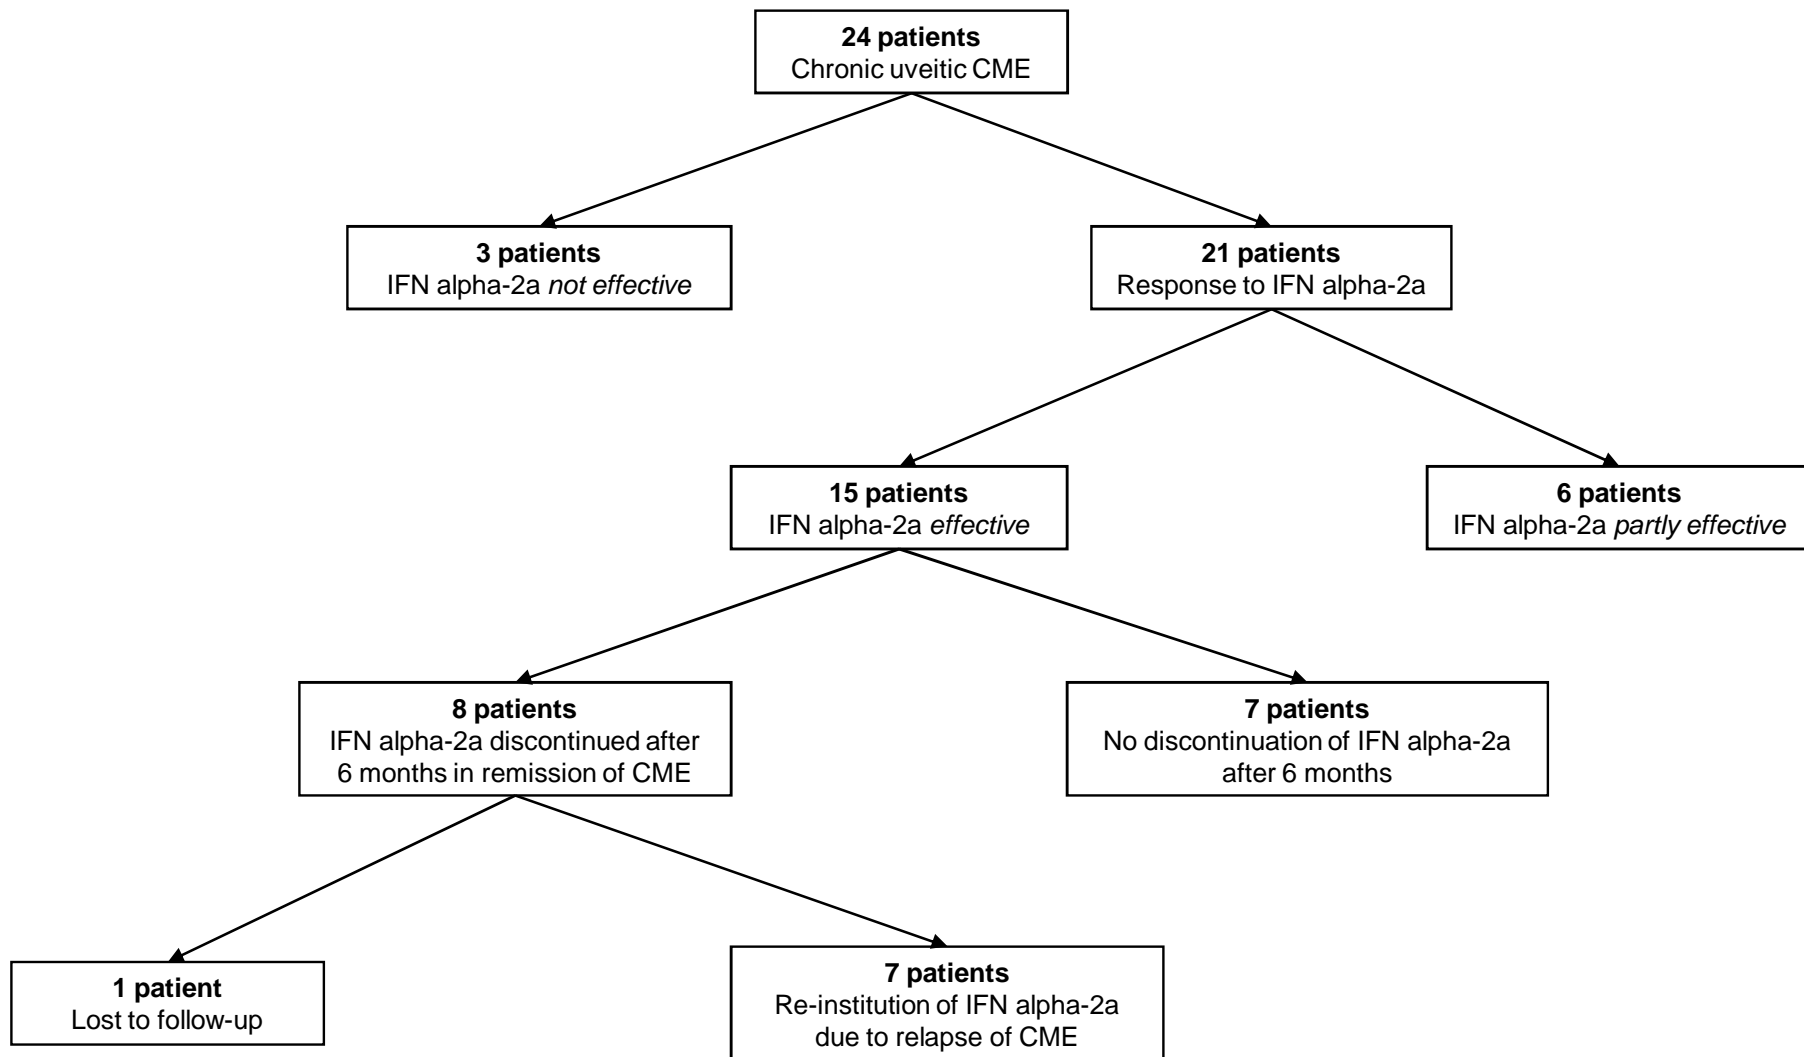 24 patients
Chronic uveitic CME
3 patients
IFN alpha-2a not effective
21 patients
Response to IFN alpha-2a
15 patients
IFN alpha-2a effective
6 patients
IFN alpha-2a partly effective
8 patients
IFN alpha-2a discontinued after
6 months in remission of CME
7 patients
No discontinuation of IFN alpha-2a
after 6 months
1 patient
Lost to follow-up
7 patients
Re-institution of IFN alpha-2a
due to relapse of CME